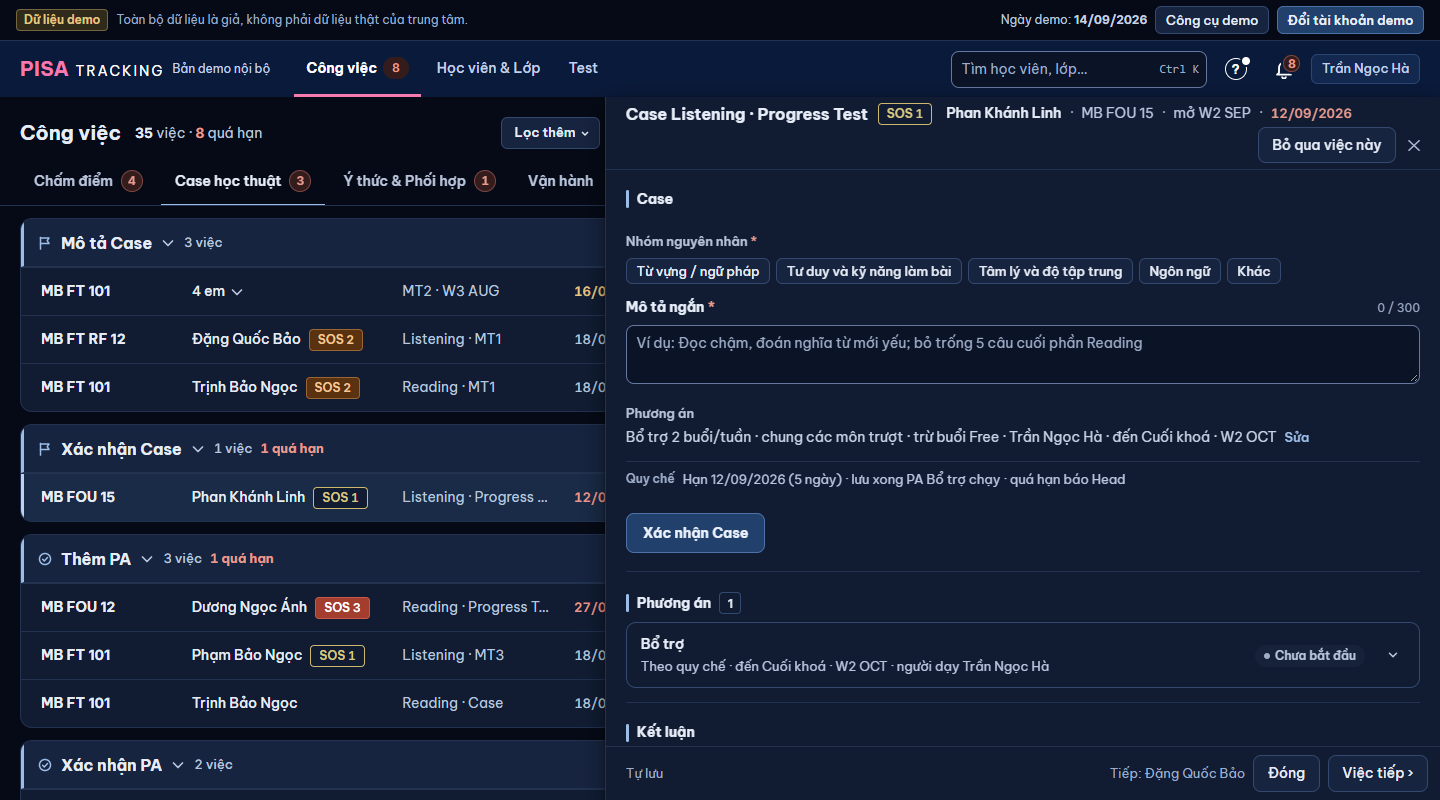 Dữ liệu demo Toàn bộ dữ liệu là giả, không phải dữ liệu thật của trung tâm. Ngày demo: 14/09/2026 Công cụ demo Đổi tài khoản demo
PISA TRACKING Bản demo nội bộ Công việc 8 Học viên & Lớp Test Tìm học viên, lớp... Ctrl K ? 8 Trần Ngọc Hà
Công việc 35 việc · 8 quá hạn Lọc thêm
Chấm điểm 4 Case học thuật 3 Ý thức & Phối hợp 1 Vận hành
Mô tả Case 3 việc
MB FT 101 4 em MT2 · W3 AUG 16/0
MB FT RF 12 Đặng Quốc Bảo SOS 2 Listening · MT1 18/0
MB FT 101 Trịnh Bảo Ngọc SOS 2 Reading · MT1 18/0
Xác nhận Case 1 việc 1 quá hạn
MB FOU 15 Phan Khánh Linh SOS 1 Listening · Progress ... 12/0
Thêm PA 3 việc 1 quá hạn
MB FOU 12 Dương Ngọc Ánh SOS 3 Reading · Progress T... 27/0
MB FT 101 Phạm Bảo Ngọc SOS 1 Listening · MT3 18/0
MB FT 101 Trịnh Bảo Ngọc Reading · Case 18/0
Xác nhận PA 2 việc
Case Listening · Progress Test SOS 1 Phan Khánh Linh · MB FOU 15 · mở W2 SEP · 12/09/2026
Bỏ qua việc này
Case
Nhóm nguyên nhân *
Từ vựng / ngữ pháp Tư duy và kỹ năng làm bài Tâm lý và độ tập trung Ngôn ngữ Khác
Mô tả ngắn * 0 / 300
Ví dụ: Đọc chậm, đoán nghĩa từ mới yếu; bỏ trống 5 câu cuối phần Reading
Phương án
Bổ trợ 2 buổi/tuần · chung các môn trượt · trừ buổi Free · Trần Ngọc Hà · đến Cuối khoá · W2 OCT Sửa
Quy chế Hạn 12/09/2026 (5 ngày) · lưu xong PA Bổ trợ chạy · quá hạn báo Head
Xác nhận Case
Phương án 1
Bổ trợ
Theo quy chế · đến Cuối khoá · W2 OCT · người dạy Trần Ngọc Hà
Chưa bắt đầu
Kết luận
Tự lưu Tiếp: Đặng Quốc Bảo Đóng Việc tiếp ›